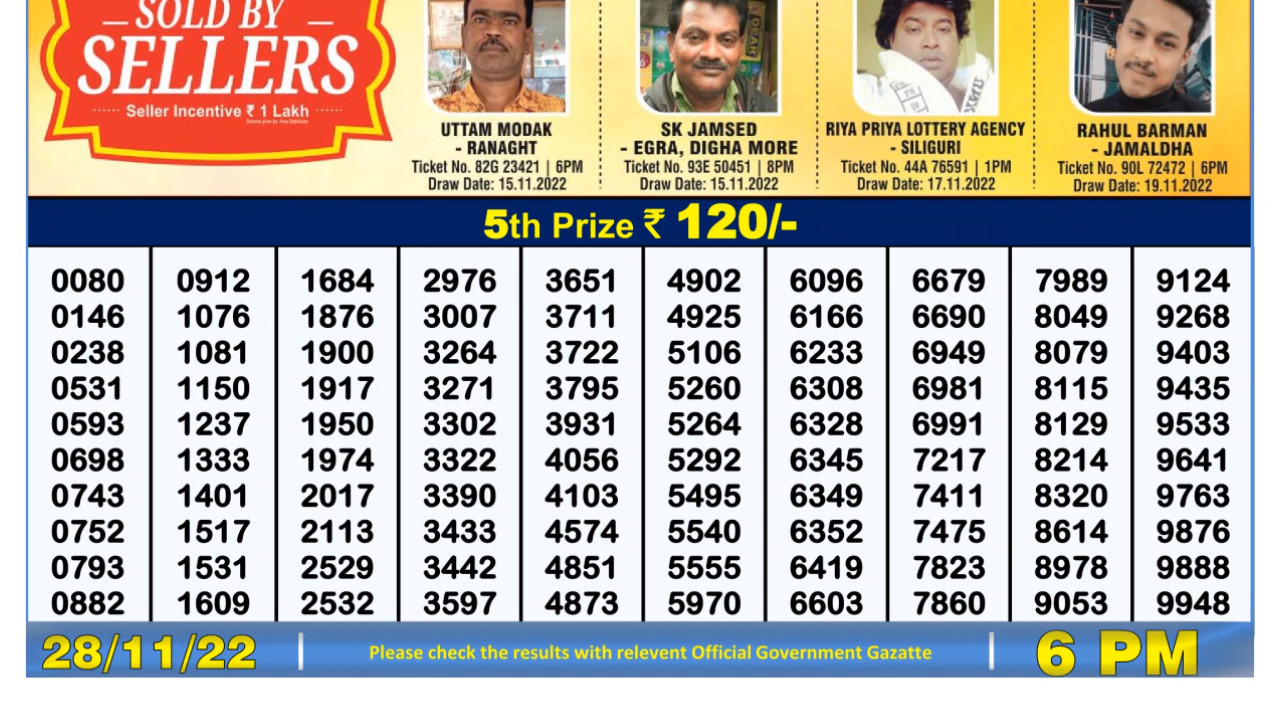 SOLD BY
SELLERS
Seller Incentive ₹ 1 Lakh
UTTAM MODAK
- RANAGHT
Ticket No. 82G 23421 | 6PM
Draw Date: 15.11.2022
SK JAMSED
- EGRA, DIGHA MORE
Ticket No. 93E 50451 | 8PM
Draw Date: 15.11.2022
RIYA PRIYA LOTTERY AGENCY
- SILIGURI
Ticket No. 44A 76591 | 1PM
Draw Date: 17.11.2022
RAHUL BARMAN
- JAMALDHA
Ticket No. 90L 72472 | 6PM
Draw Date: 19.11.2022
5th Prize ₹ 120/-
0080 0912 1684 2976 3651 4902 6096 6679 7989 9124
0146 1076 1876 3007 3711 4925 6166 6690 8049 9268
0238 1081 1900 3264 3722 5106 6233 6949 8079 9403
0531 1150 1917 3271 3795 5260 6308 6981 8115 9435
0593 1237 1950 3302 3931 5264 6328 6991 8129 9533
0698 1333 1974 3322 4056 5292 6345 7217 8214 9641
0743 1401 2017 3390 4103 5495 6349 7411 8320 9763
0752 1517 2113 3433 4574 5540 6352 7475 8614 9876
0793 1531 2529 3442 4851 5555 6419 7823 8978 9888
0882 1609 2532 3597 4873 5970 6603 7860 9053 9948
28/11/22 | Please check the results with relevent Official Government Gazatte | 6 PM